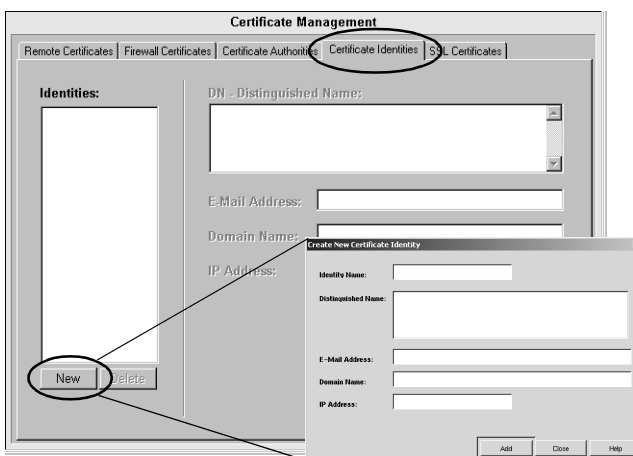 Certificate Management
Remote Certificates Firewall Certificates Certificate Authorities Certificate Identities SSL Certificates
Identities:
DN - Distinguished Name:
E-Mail Address:
Domain Name:
IP Address:
New Delete
Create New Certificate Identity
Identity Name:
Distinguished Name:
E-Mail Address:
Domain Name:
IP Address:
Add Close Help